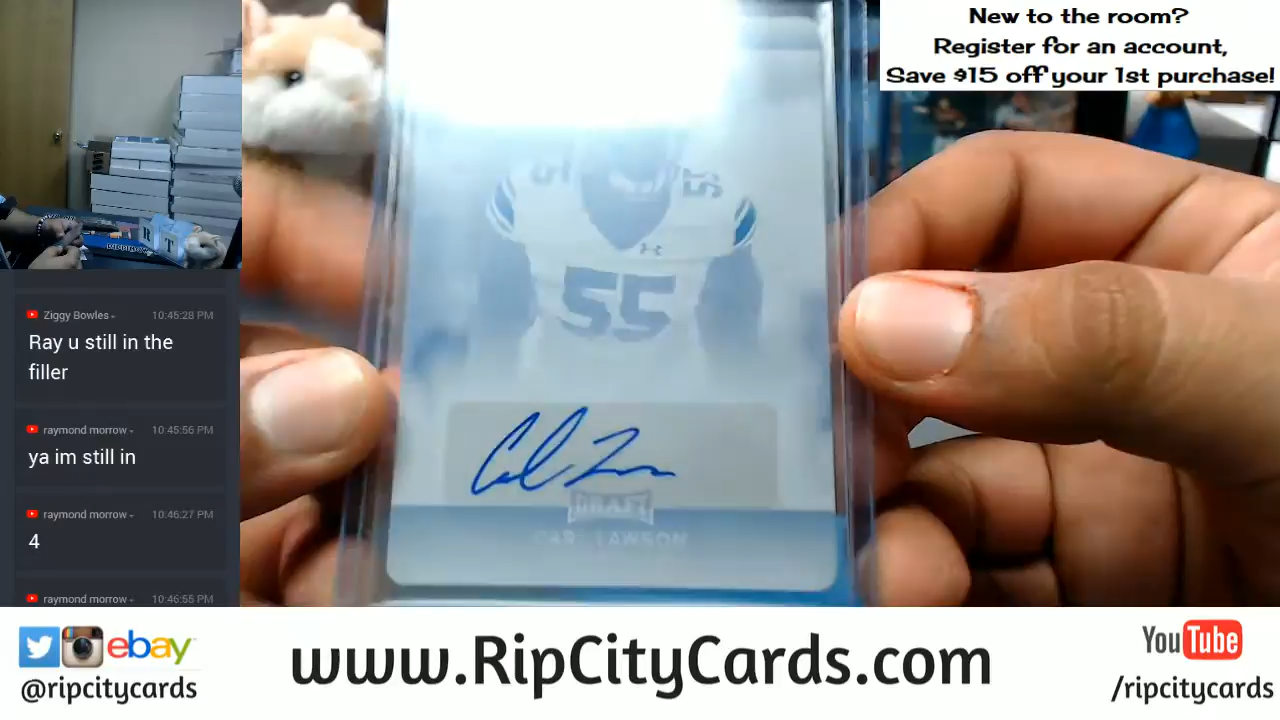 New to the room?
Register for an account,
Save $15 off your 1st purchase!
R T
Ziggy Bowles
10:45:28 PM
Ray u still in the
filler
raymond morrow
10:45:56 PM
ya im still in
raymond morrow
10:46:27 PM
4
raymond morrow
10:46:55 PM
55
55
DRAFT
CARL LAWSON
ebay
@ripcitycards
www.RipCityCards.com
YouTube
/ripcitycards